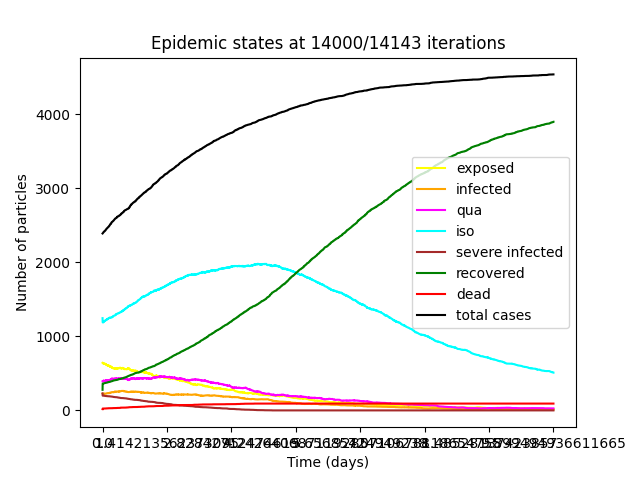 Epidemic states at 14000/14143 iterations
Number of particles
4000
3000
2000
1000
0
exposed
infected
qua
iso
severe infected
recovered
dead
total cases
Time (days)